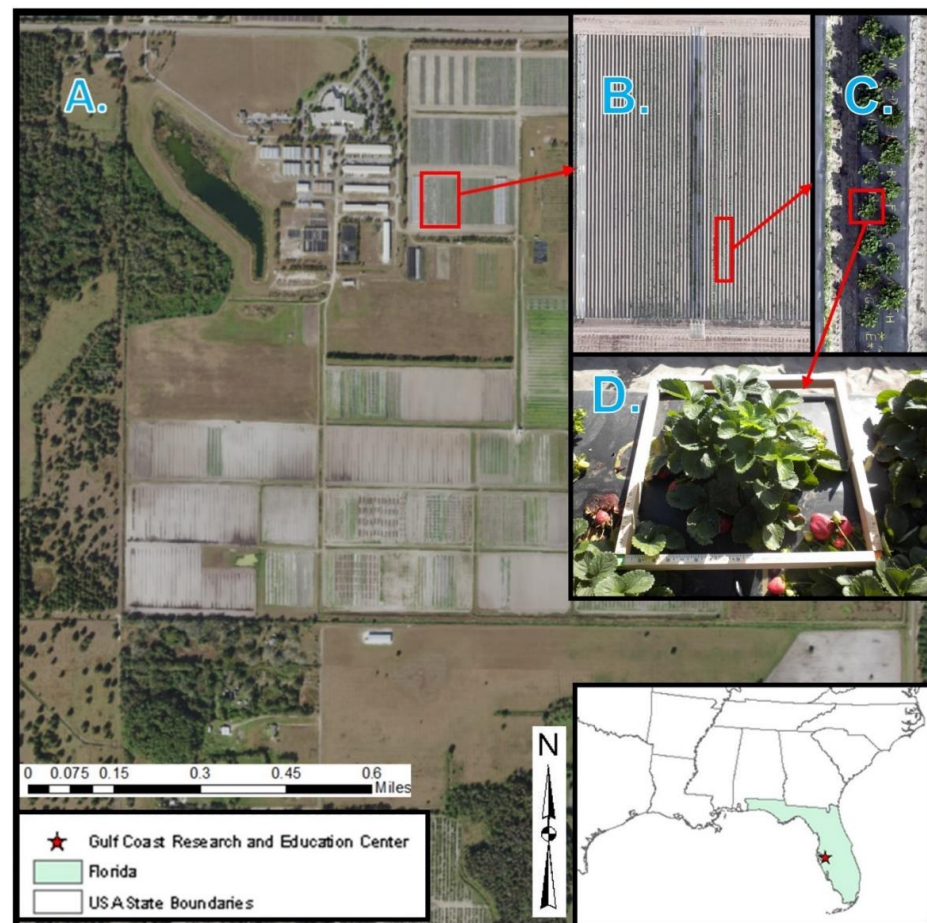 A.
B.
C.
D.
0 0.075 0.15 0.3 0.45 0.6
Miles
N
Gulf Coast Research and Education Center
Florida
USA State Boundaries